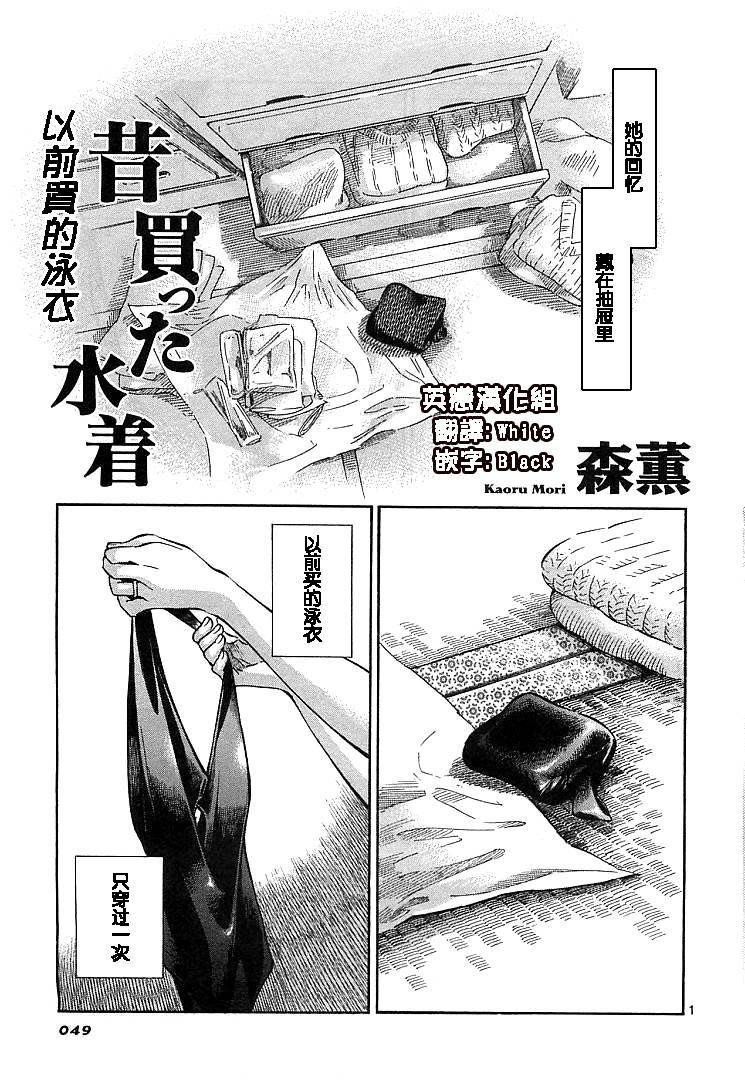 她的回忆
藏在抽屉里
昔買った
水着
以前買的泳衣
英戀漢化組
翻譯:White
嵌字:Black
森薫
Kaoru Mori
以前买的泳衣
只穿过一次
1
049